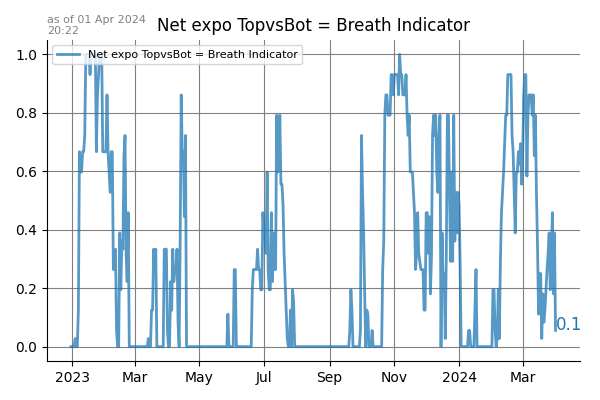 as of 01 Apr 2024
20:22
Net expo TopvsBot = Breath Indicator
Net expo TopvsBot = Breath Indicator
1.0
0.8
0.6
0.4
0.2
0.0
0.1
2023 Mar May Jul Sep Nov 2024 Mar